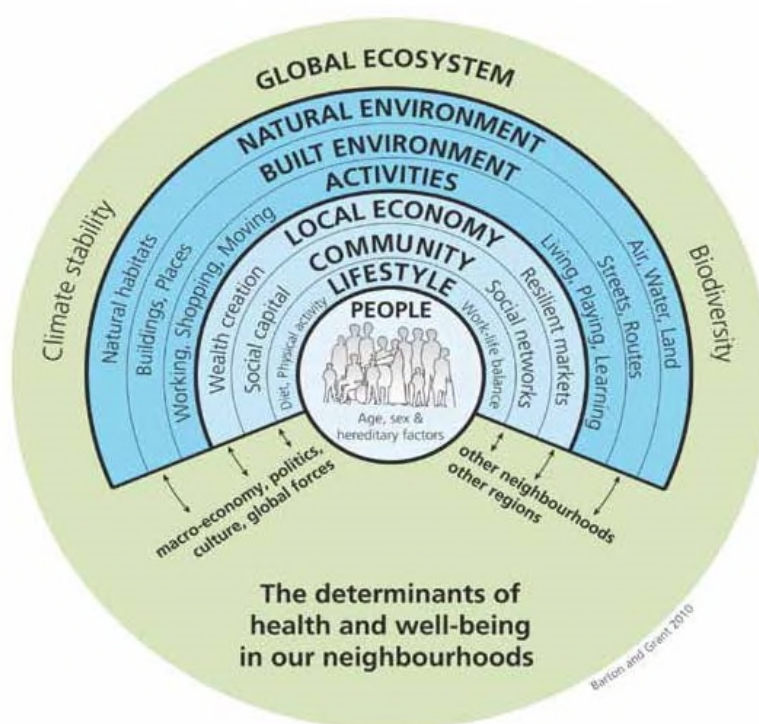 GLOBAL ECOSYSTEM
NATURAL ENVIRONMENT
BUILT ENVIRONMENT
ACTIVITIES
LOCAL ECONOMY
COMMUNITY
LIFESTYLE
PEOPLE
Age, sex &
hereditary factors
Climate stability
Natural habitats
Buildings, Places
Working, Shopping, Moving
Wealth creation
Social capital
Diet, Physical activity
Work-life balance
Social networks
Resilient markets
Living, Playing, Learning
Streets, Routes
Air, Water, Land
Biodiversity
macro-economy, politics,
culture, global forces
other neighbourhoods
other regions
The determinants of
health and well-being
in our neighbourhoods
Barton and Grant 2010